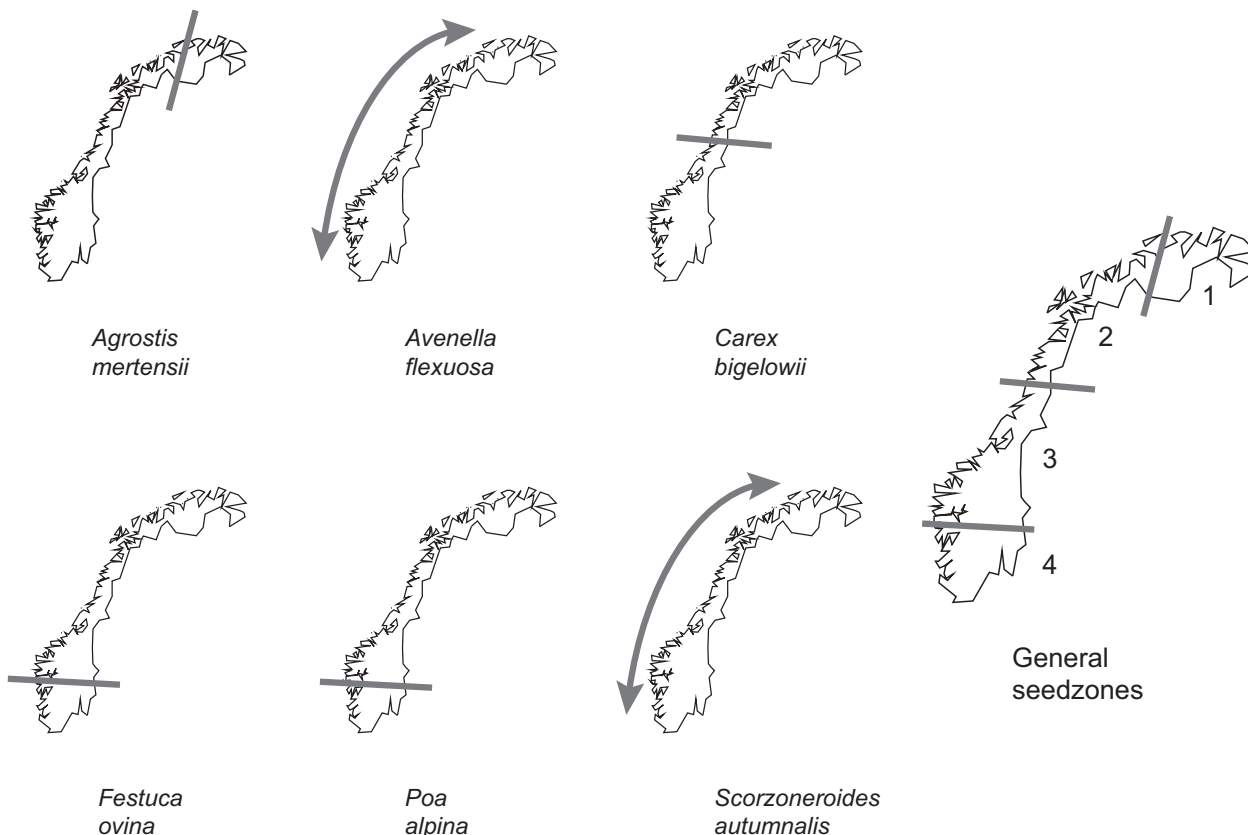 Agrostis
mertensii
Avenella
flexuosa
Carex
bigelowii
1
2
3
4
General
seedzones
Festuca
ovina
Poa
alpina
Scorzoneroides
autumnalis